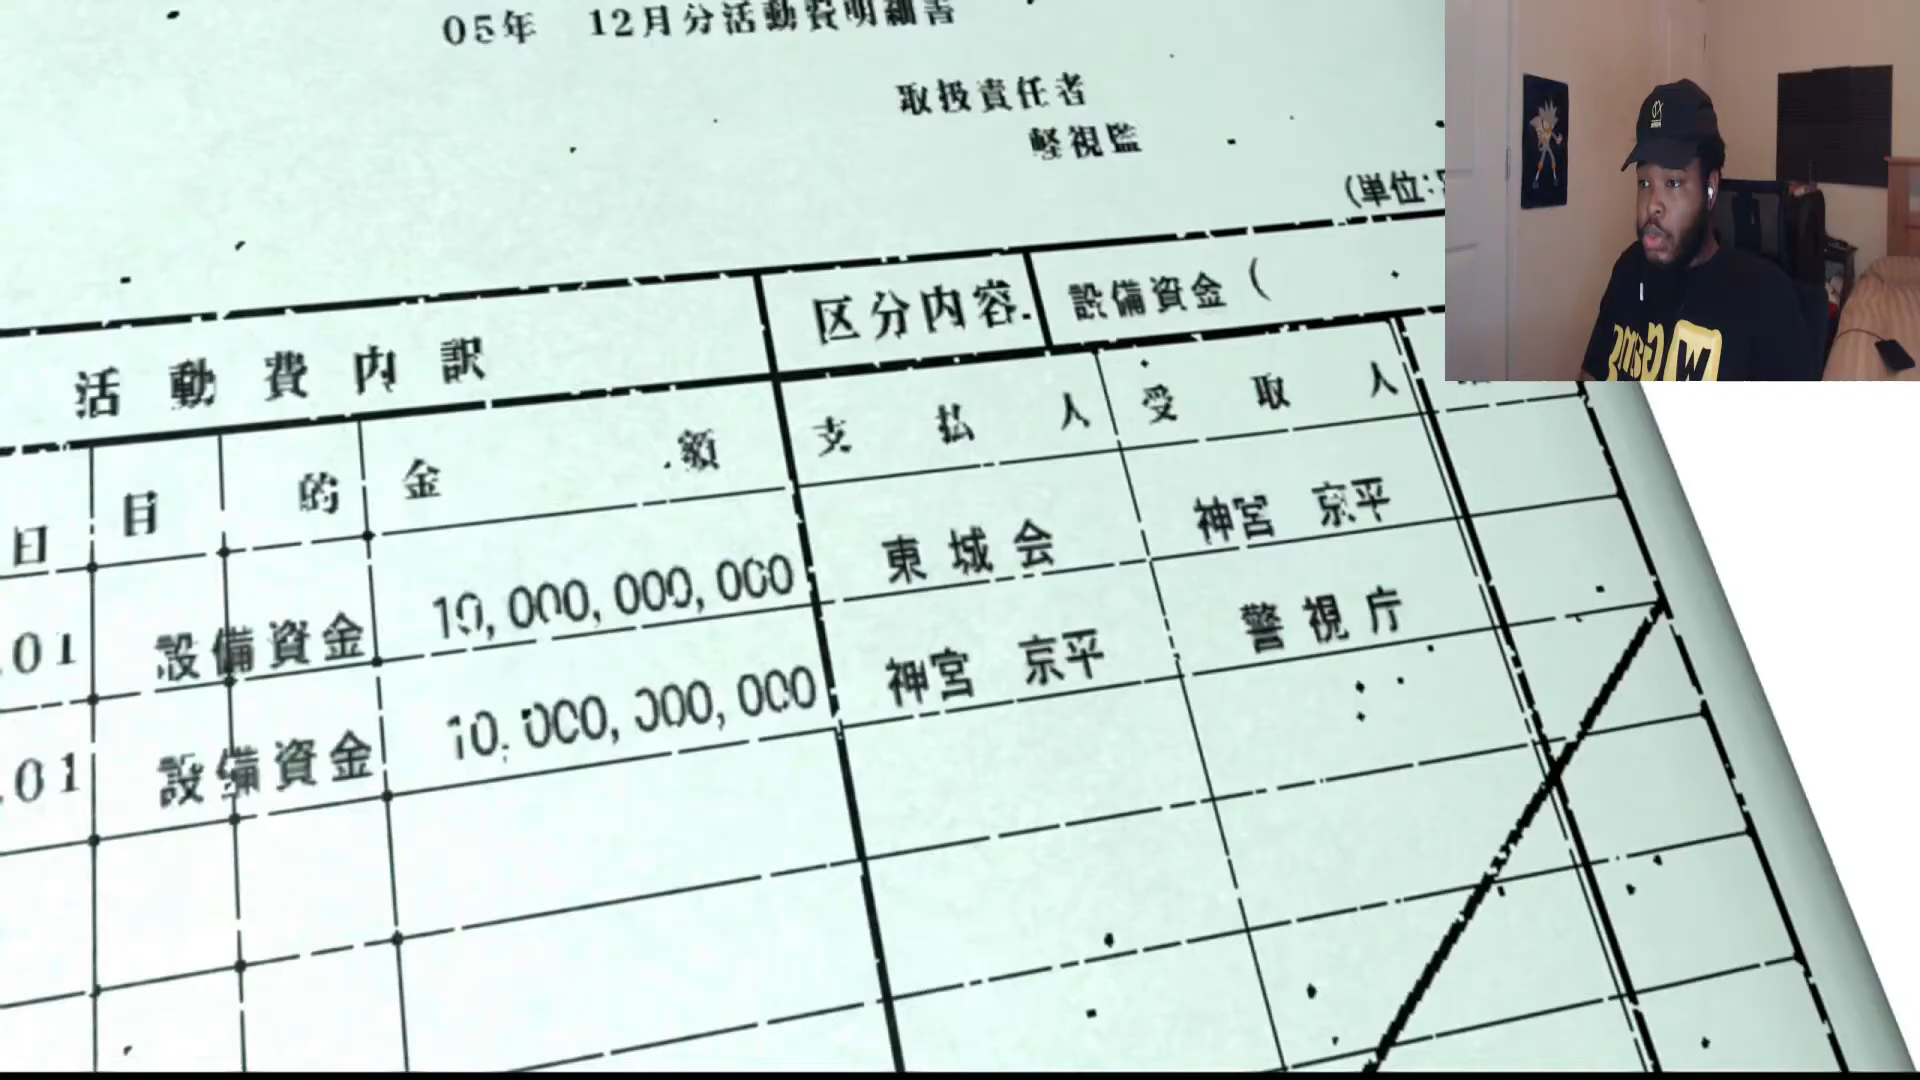 05年 12月分活動費明細書
取扱責任者
軽視監
(単位:
活動費内訳 区分内容 設備資金 (
日 目的 金額 支払人 受取人
.01 設備資金 10,000,000,000 東城会 神宮 京平
.01 設備資金 10,000,000,000 神宮 京平 警視庁